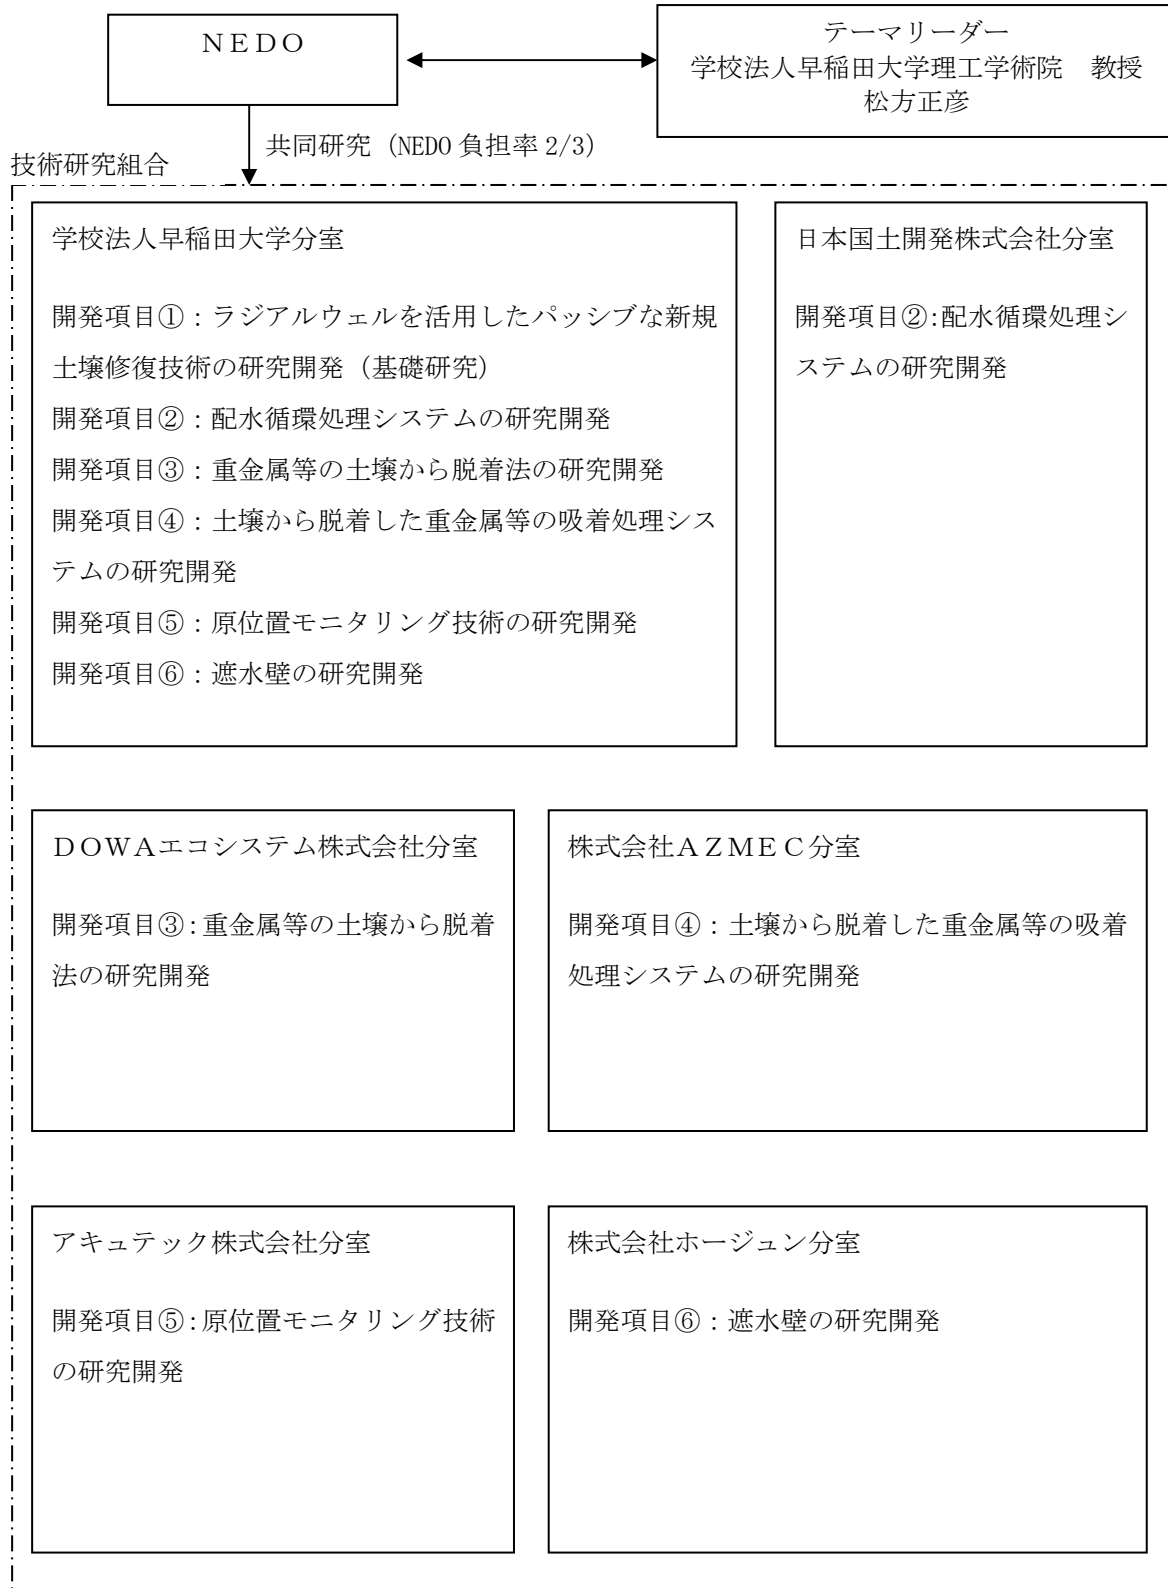 ＮＥＤＯ
テーマリーダー
学校法人早稲田大学理工学術院　教授
松方正彦
共同研究（NEDO 負担率 2/3）
技術研究組合
学校法人早稲田大学分室
開発項目①：ラジアルウェルを活用したパッシブな新規
土壌修復技術の研究開発（基礎研究）
開発項目②：配水循環処理システムの研究開発
開発項目③：重金属等の土壌から脱着法の研究開発
開発項目④：土壌から脱着した重金属等の吸着処理シス
テムの研究開発
開発項目⑤：原位置モニタリング技術の研究開発
開発項目⑥：遮水壁の研究開発
日本国土開発株式会社分室
開発項目②：配水循環処理シ
ステムの研究開発
ＤＯＷＡエコシステム株式会社分室
開発項目③：重金属等の土壌から脱着
法の研究開発
株式会社ＡＺＭＥＣ分室
開発項目④：土壌から脱着した重金属等の吸着
処理システムの研究開発
アキュテック株式会社分室
開発項目⑤：原位置モニタリング技術
の研究開発
株式会社ホージュン分室
開発項目⑥：遮水壁の研究開発